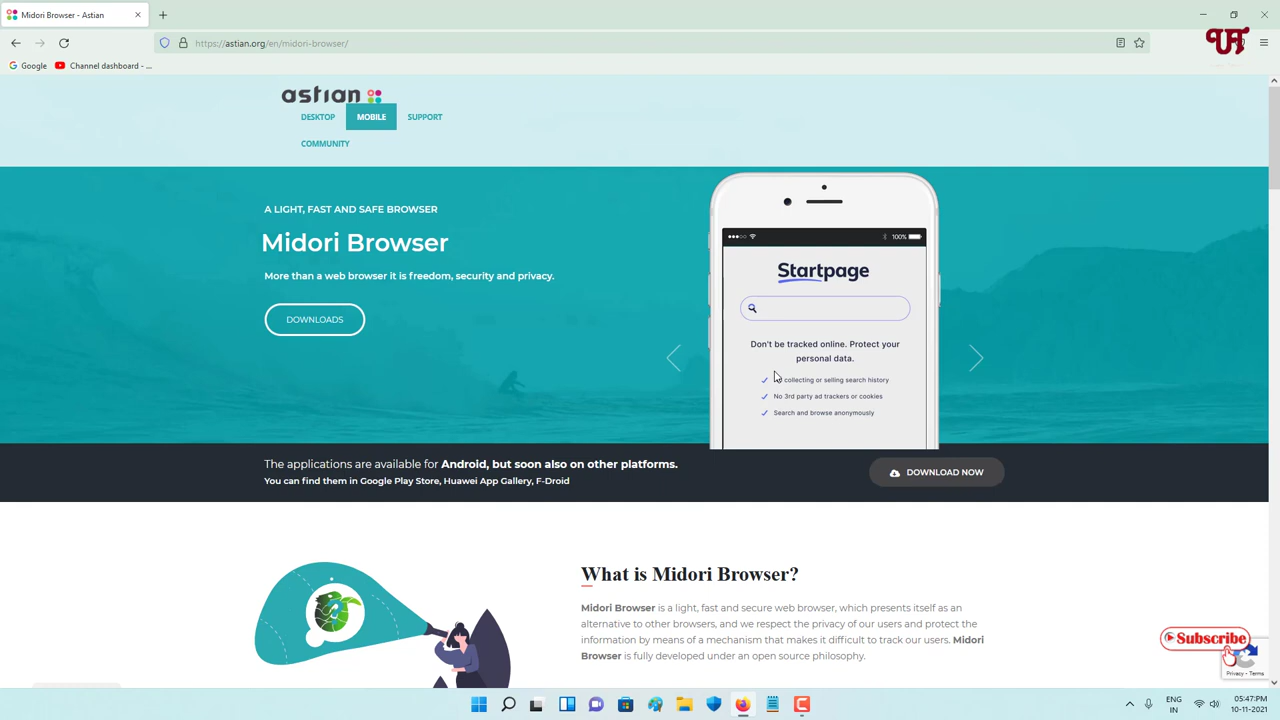 Midori Browser - Astian
https://astian.org/en/midori-browser/
Google
Channel dashboard - ...
UT
astian
DESKTOP
MOBILE
SUPPORT
COMMUNITY
A LIGHT, FAST AND SAFE BROWSER
Midori Browser
More than a web browser it is freedom, security and privacy.
DOWNLOADS
100%
Startpage
Don't be tracked online. Protect your
personal data.
collecting or selling search history
No 3rd party ad trackers or cookies
Search and browse anonymously
The applications are available for Android, but soon also on other platforms.
You can find them in Google Play Store, Huawei App Gallery, F-Droid
DOWNLOAD NOW
What is Midori Browser?
Midori Browser is a light, fast and secure web browser, which presents itself as an
alternative to other browsers, and we respect the privacy of our users and protect the
information by means of a mechanism that makes it difficult to track our users. Midori
Browser is fully developed under an open source philosophy.
Subscribe
Privacy - Terms
ENG
IN
05:47PM
10-11-2021